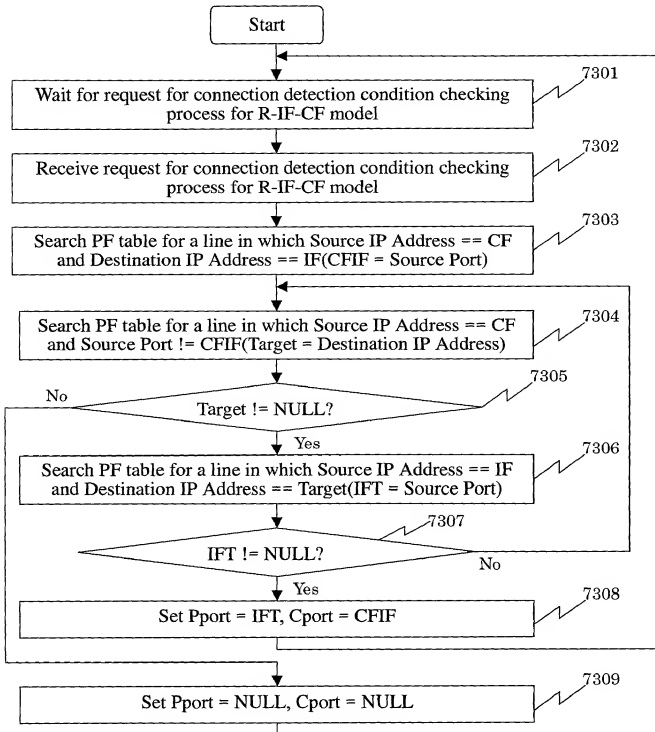 Start
7301
Wait for request for connection detection condition checking
process for R-IF-CF model
7302
Receive request for connection detection condition checking
process for R-IF-CF model
7303
Search PF table for a line in which Source IP Address == CF
and Destination IP Address == IF(CFIF = Source Port)
7304
Search PF table for a line in which Source IP Address == CF
and Source Port != CFIF(Target = Destination IP Address)
7305
No
Target != NULL?
Yes
7306
Search PF table for a line in which Source IP Address == IF
and Destination IP Address == Target(IFT = Source Port)
7307
IFT != NULL?
No
Yes
7308
Set Pport = IFT, Cport = CFIF
7309
Set Pport = NULL, Cport = NULL